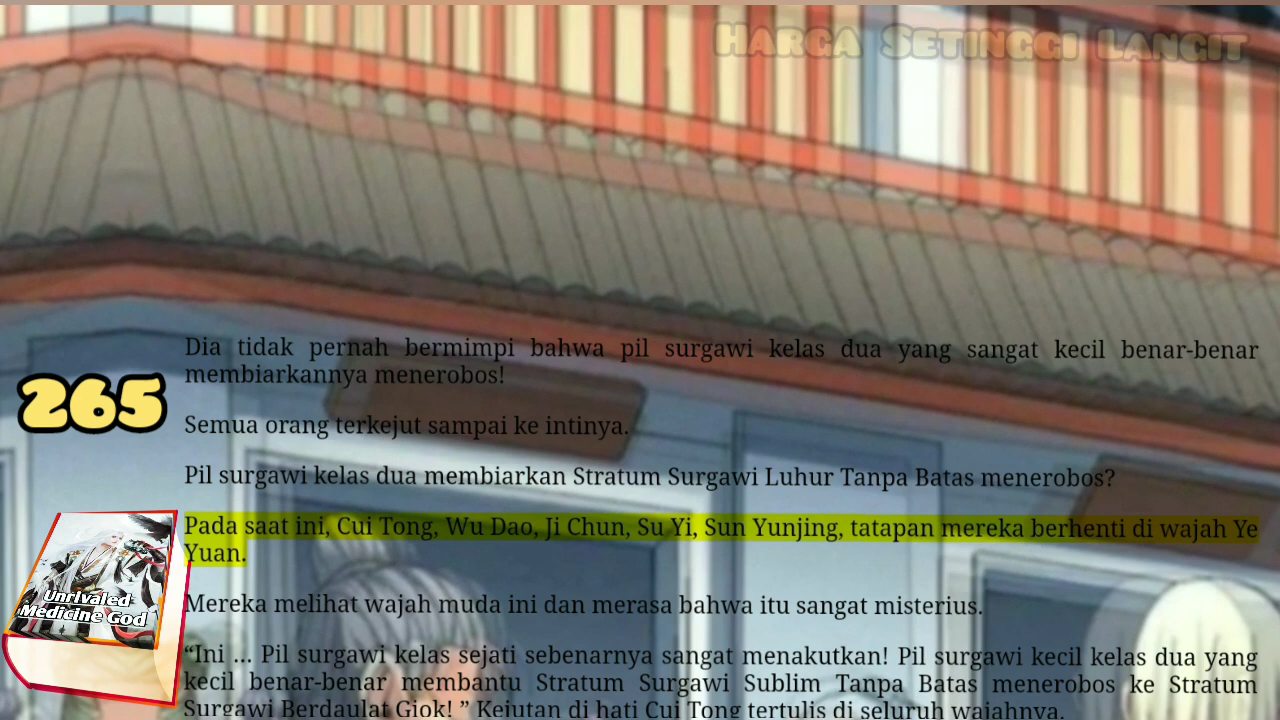 Harga Setinggi Langit
Dia tidak pernah bermimpi bahwa pil surgawi kelas dua yang sangat kecil benar-benar
membiarkannya menerobos!
265
Semua orang terkejut sampai ke intinya.
Pil surgawi kelas dua membiarkan Stratum Surgawi Luhur Tanpa Batas menerobos?
Pada saat ini, Cui Tong, Wu Dao, Ji Chun, Su Yi, Sun Yunjing, tatapan mereka berhenti di wajah Ye
Yuan.
Unrivaled
Medicine God
Mereka melihat wajah muda ini dan merasa bahwa itu sangat misterius.
“Ini ... Pil surgawi kelas sejati sebenarnya sangat menakutkan! Pil surgawi kecil kelas dua yang
kecil benar-benar membantu Stratum Surgawi Sublim Tanpa Batas menerobos ke Stratum
Surgawi Berdaulat Giok! ” Kejutan di hati Cui Tong tertulis di seluruh wajahnya.